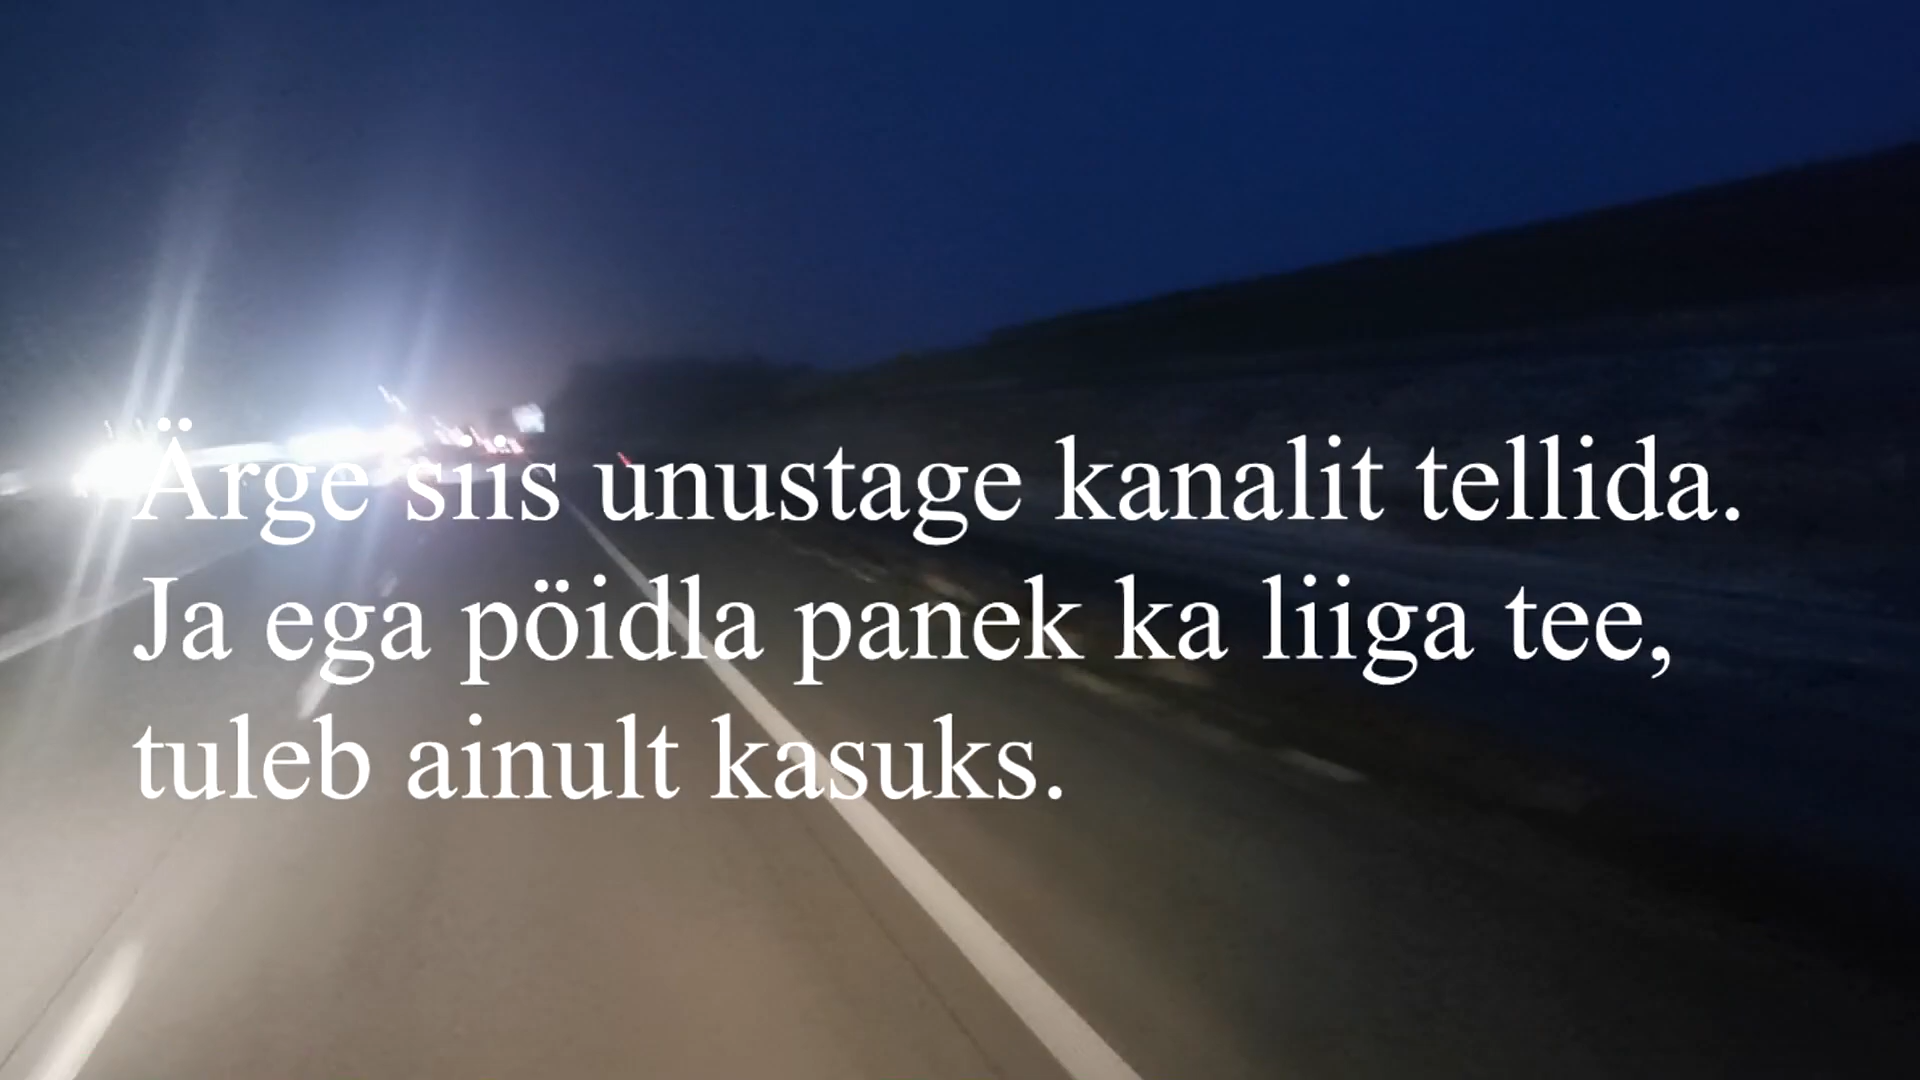 Ärge siis unustage kanalit tellida.
Ja ega pöidla panek ka liiga tee,
tuleb ainult kasuks.